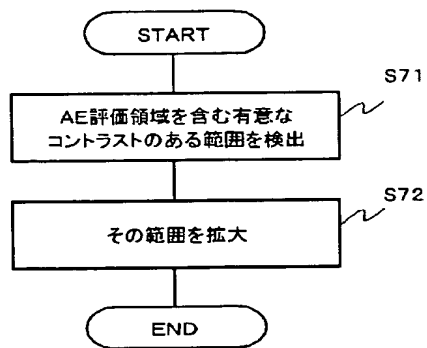 START
S71
AE評価領域を含む有意な
コントラストのある範囲を検出
S72
その範囲を拡大
END